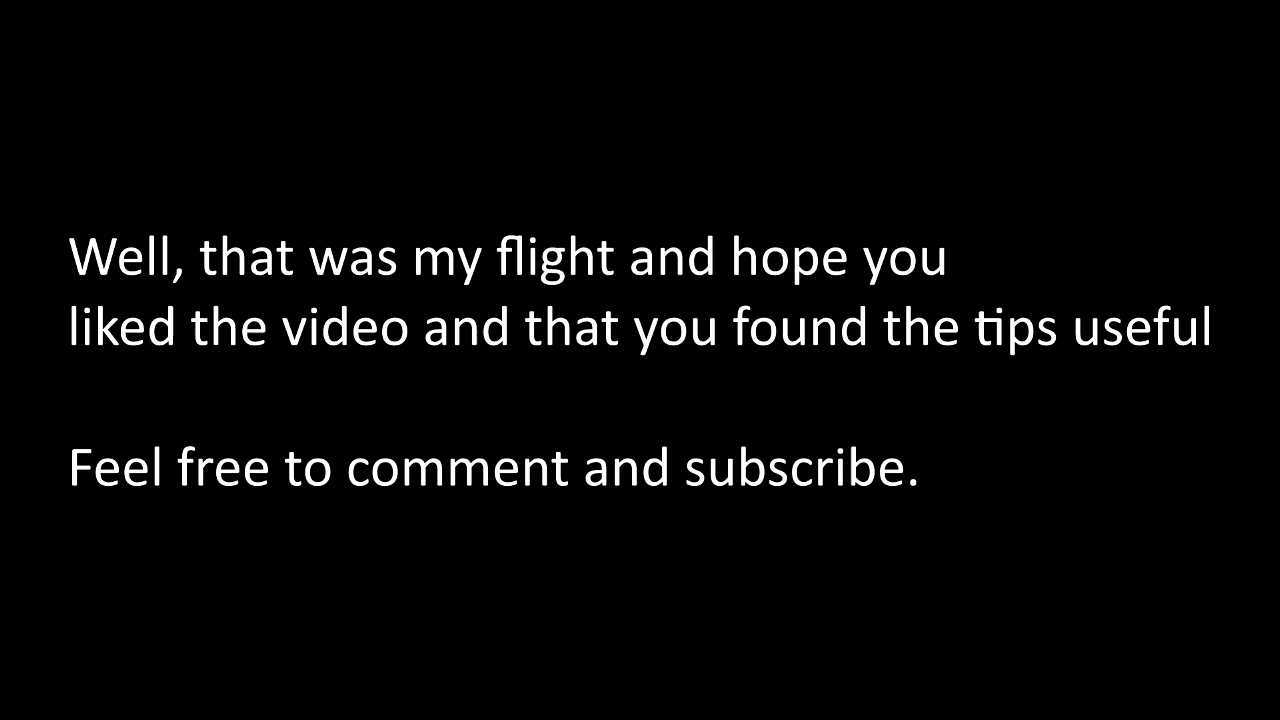 Well, that was my flight and hope you
liked the video and that you found the tips useful
Feel free to comment and subscribe.